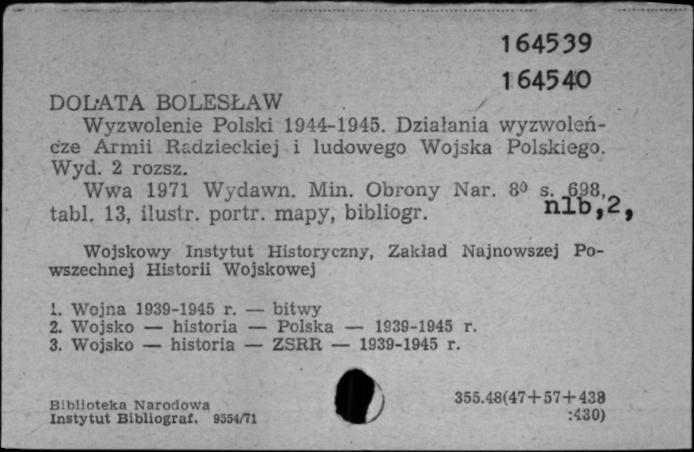 164539
164540
DOLATA BOLESŁAW
Wyzwolenie Polski 1944-1945. Działania wyzwoleń-
cze Armii Radzieckiej i ludowego Wojska Polskiego.
Wyd. 2 rozsz.
Wwa 1971 Wydawn. Min. Obrony Nar. 8⁰ s. 698,
nlb,2,
tabl. 13, ilustr. portr. mapy, bibliogr.
Wojskowy Instytut Historyczny, Zakład Najnowszej Po-
wszechnej Historii Wojskowej
1. Wojna 1939-1945 r. — bitwy
2. Wojsko — historia — Polska — 1939-1945 r.
3. Wojsko — historia — ZSRR — 1939-1945 r.
Biblioteka Narodowa
Instytut Bibliograf. 9554/71
355.48(47+57+438
:430)